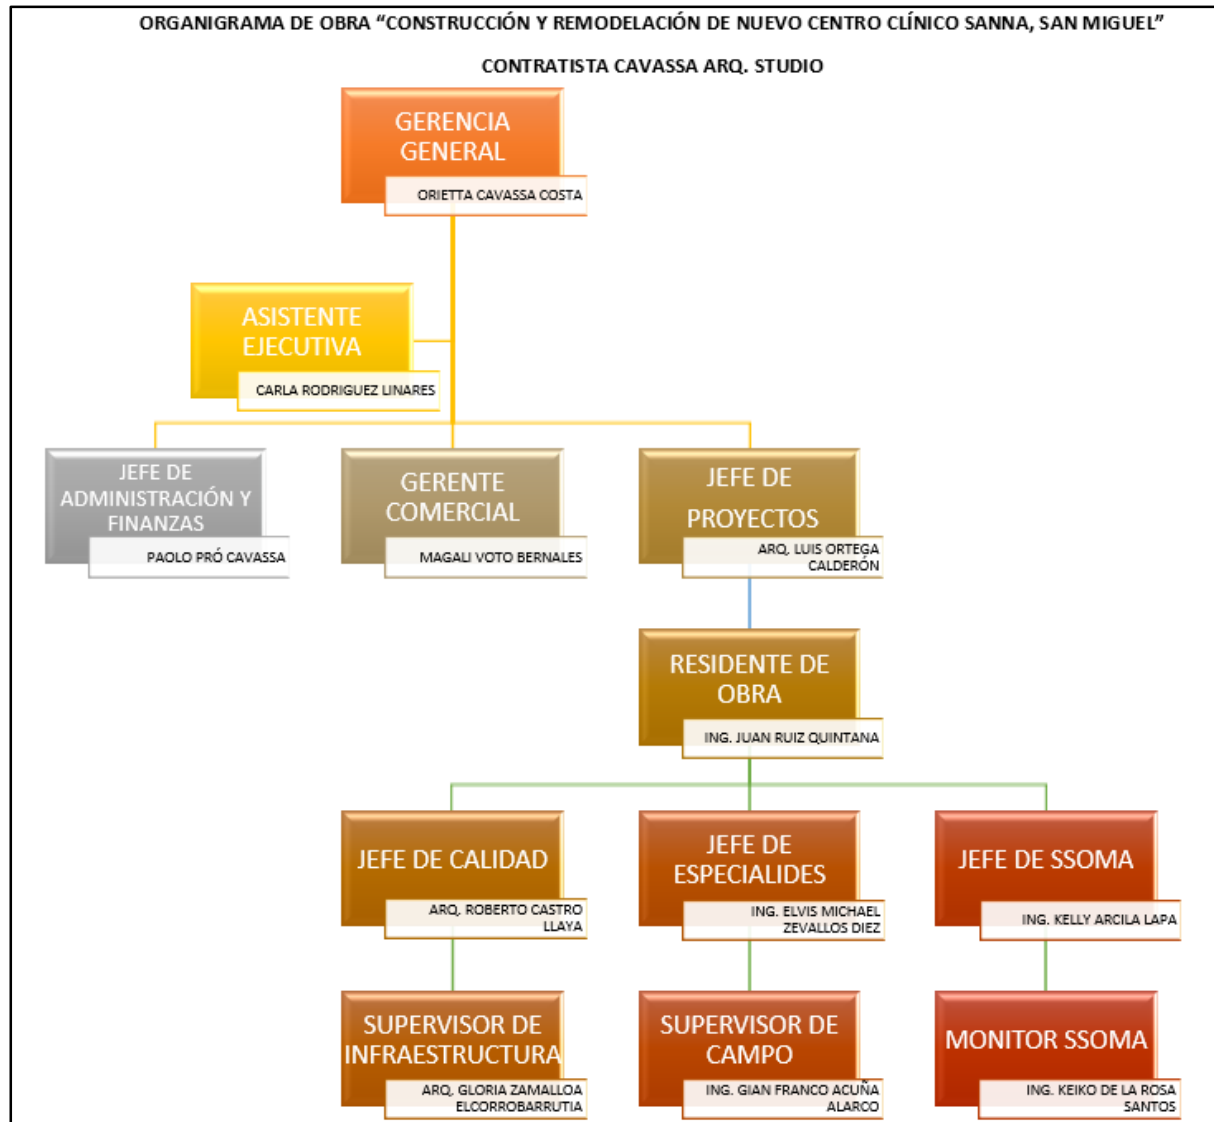 ORGANIGRAMA DE OBRA “CONSTRUCCIÓN Y REMODELACIÓN DE NUEVO CENTRO CLÍNICO SANNA, SAN MIGUEL”
CONTRATISTA CAVASSA ARQ. STUDIO
GERENCIA
GENERAL
ORIETTA CAVASSA COSTA
ASISTENTE
EJECUTIVA
CARLA RODRIGUEZ LINARES
JEFE DE
ADMINISTRACIÓN Y
FINANZAS
PAOLO PRÓ CAVASSA
GERENTE
COMERCIAL
MAGALI VOTO BERNALES
JEFE DE
PROYECTOS
ARQ. LUIS ORTEGA
CALDERÓN
RESIDENTE DE
OBRA
ING. JUAN RUIZ QUINTANA
JEFE DE CALIDAD
ARQ. ROBERTO CASTRO
LLAYA
JEFE DE
ESPECIALIDES
ING. ELVIS MICHAEL
ZEVALLOS DIEZ
JEFE DE SSOMA
ING. KELLY ARCILA LAPA
SUPERVISOR DE
INFRAESTRUCTURA
ARQ. GLORIA ZAMALLOA
ELCORROBARRUTIA
SUPERVISOR DE
CAMPO
ING. GIAN FRANCO ACUÑA
ALARCO
MONITOR SSOMA
ING. KEIKO DE LA ROSA
SANTOS